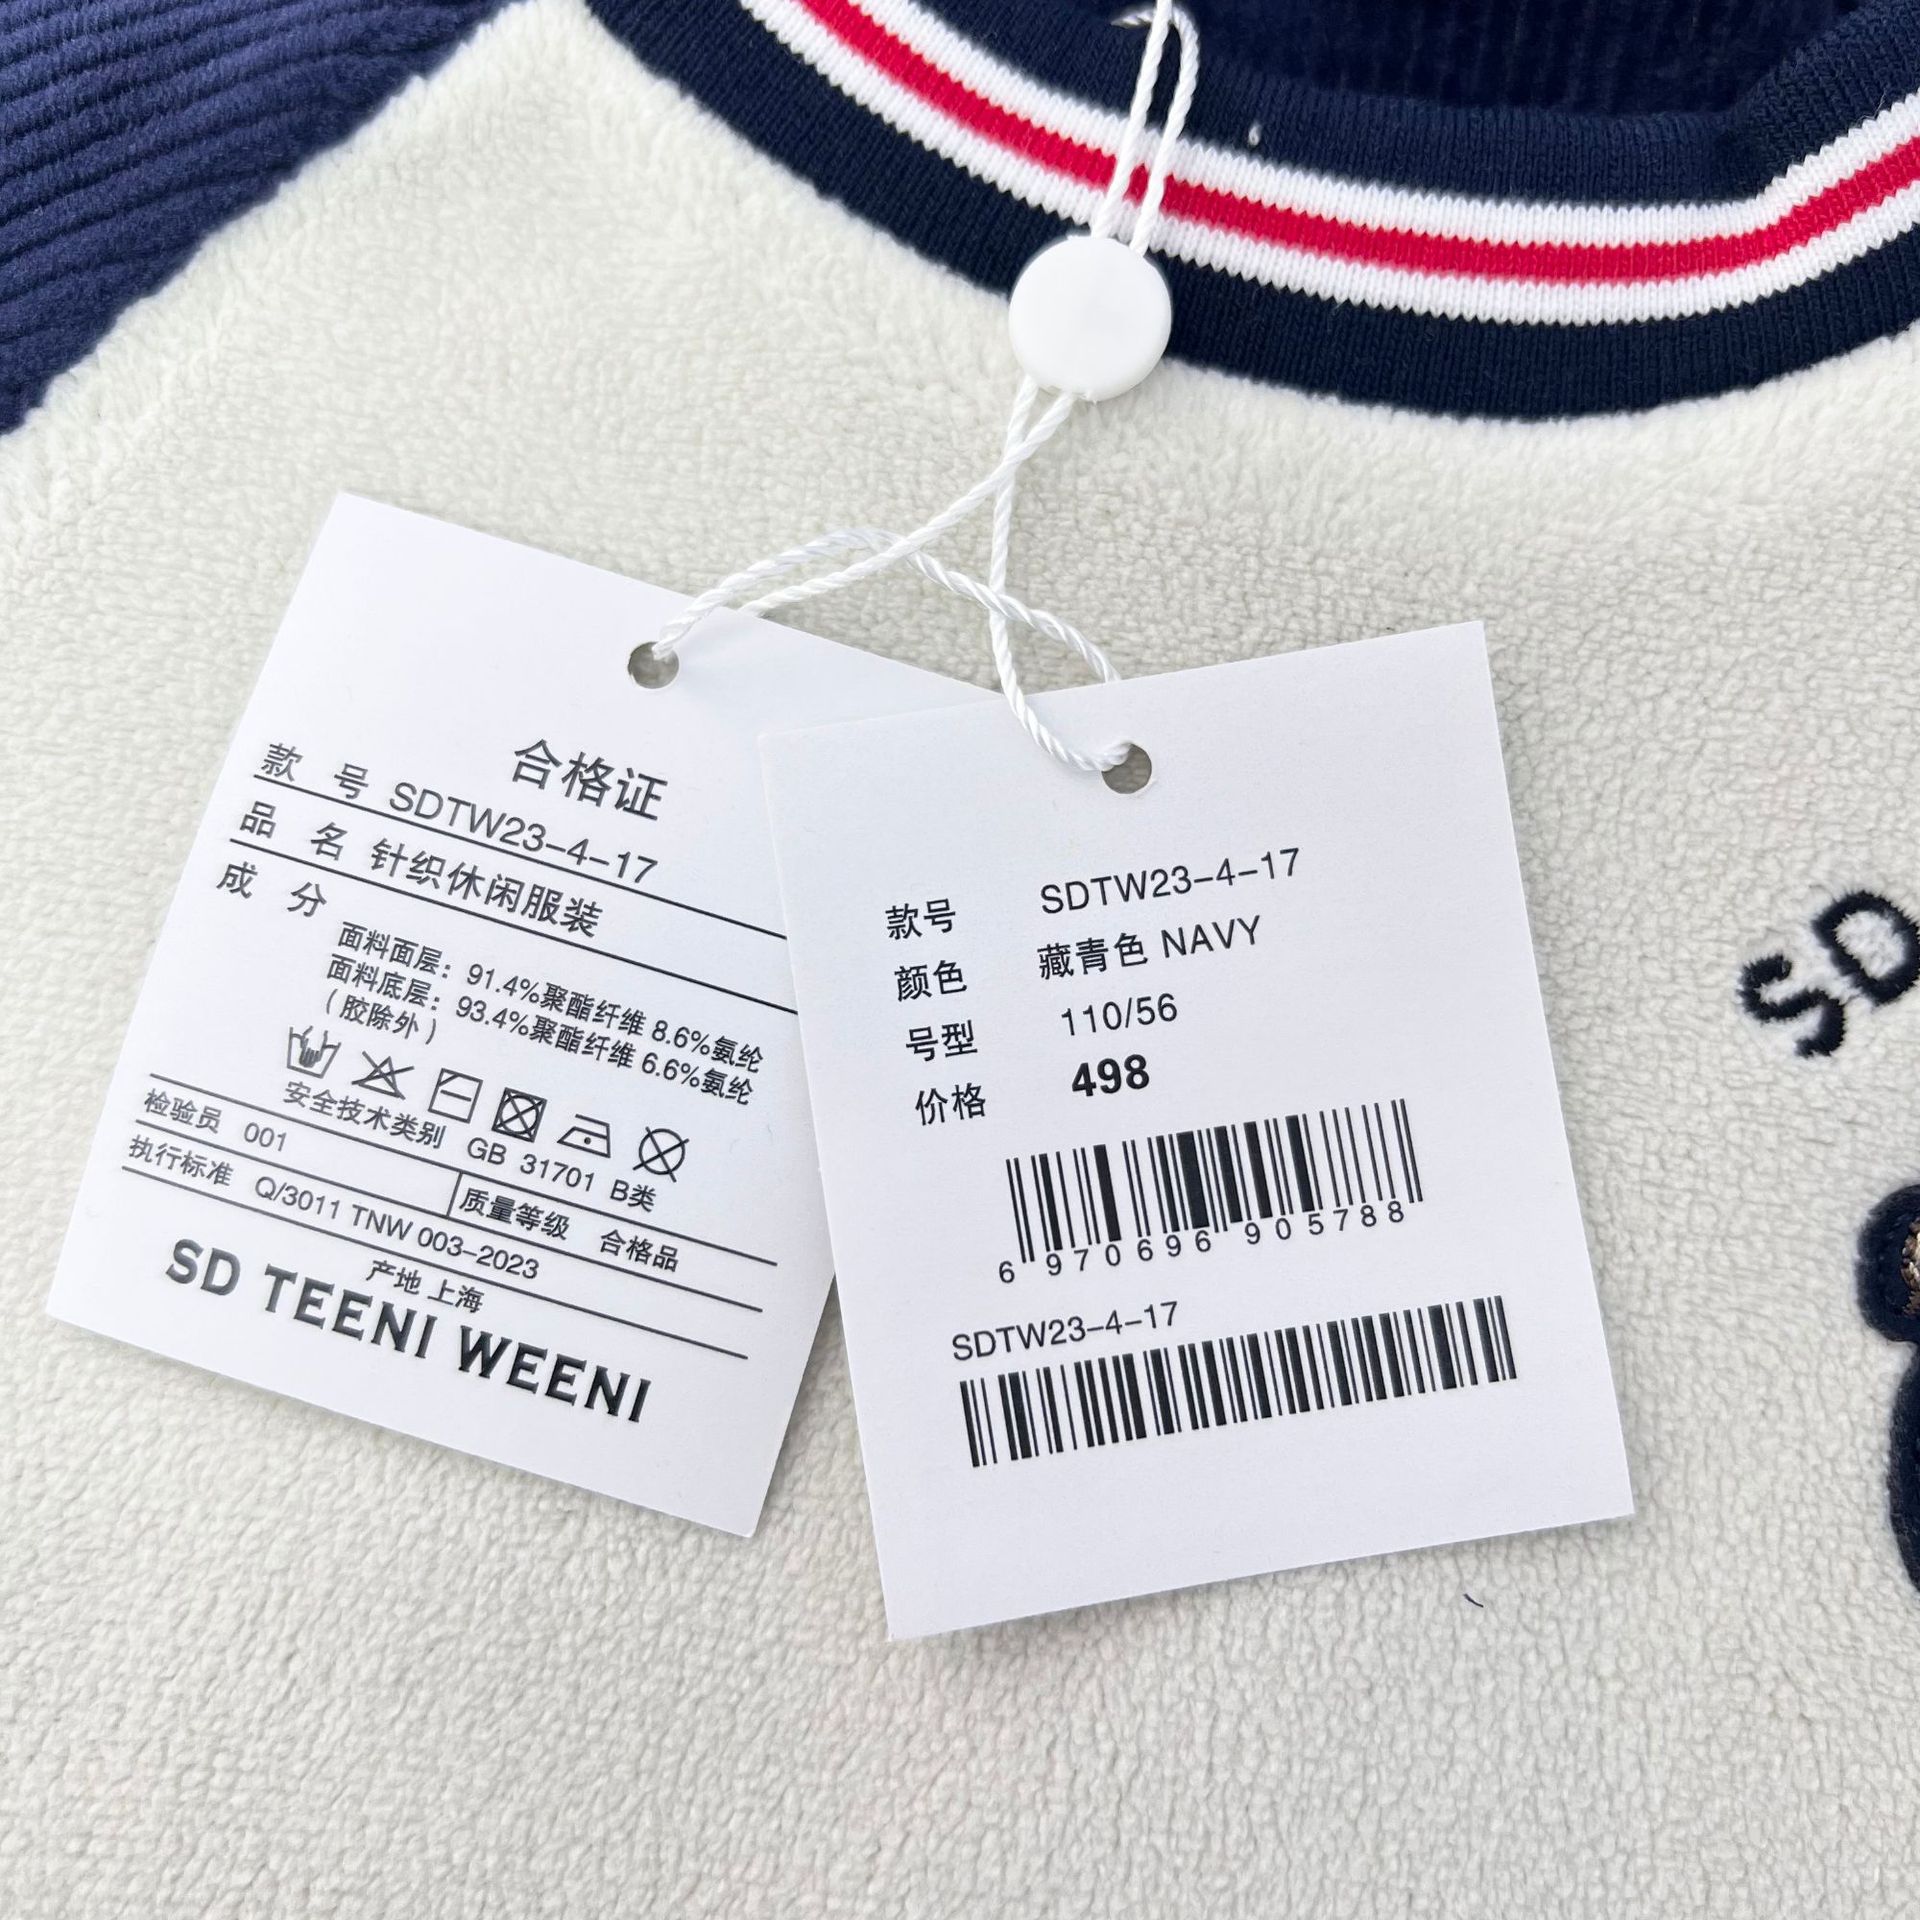 合格证
款 号 SDTW23-4-17
品 名 针织休闲服装
成 分
面料面层：91.4%聚酯纤维 8.6%氨纶
面料底层：93.4%聚酯纤维 6.6%氨纶
（胶除外）
安全技术类别 GB 31701 B类
检验员 001
质量等级 合格品
执行标准 Q/3011 TNW 003-2023
产地 上海
SD TEENI WEENI
款号 SDTW23-4-17
颜色 藏青色 NAVY
号型 110/56
价格 498
6 970696 905788
SDTW23-4-17
SD